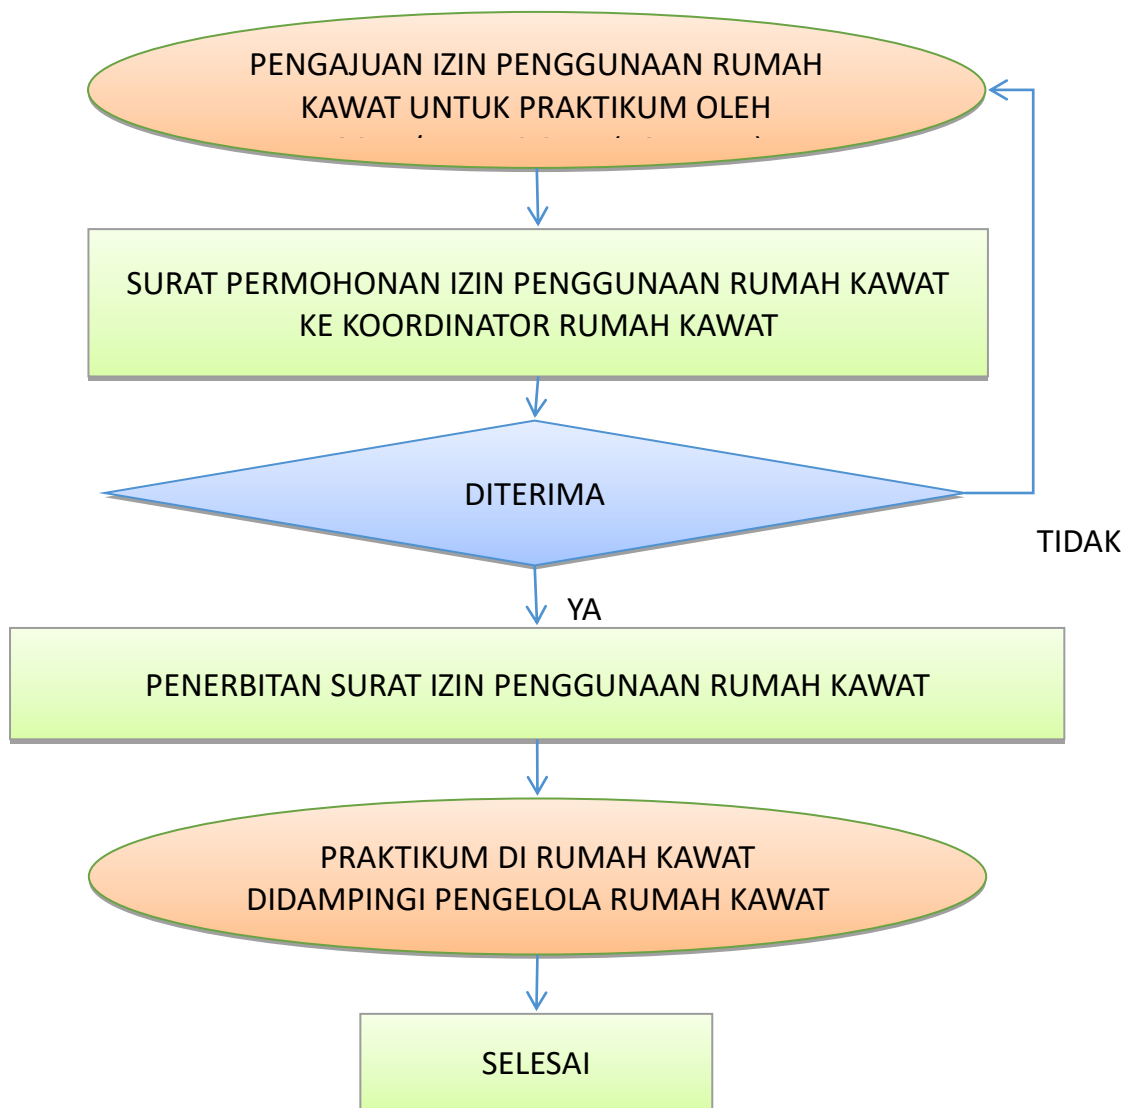 PENGAJUAN IZIN PENGGUNAAN RUMAH
KAWAT UNTUK PRAKTIKUM OLEH
SURAT PERMOHONAN IZIN PENGGUNAAN RUMAH KAWAT
KE KOORDINATOR RUMAH KAWAT
DITERIMA
TIDAK
YA
PENERBITAN SURAT IZIN PENGGUNAAN RUMAH KAWAT
PRAKTIKUM DI RUMAH KAWAT
DIDAMPINGI PENGELOLA RUMAH KAWAT
SELESAI